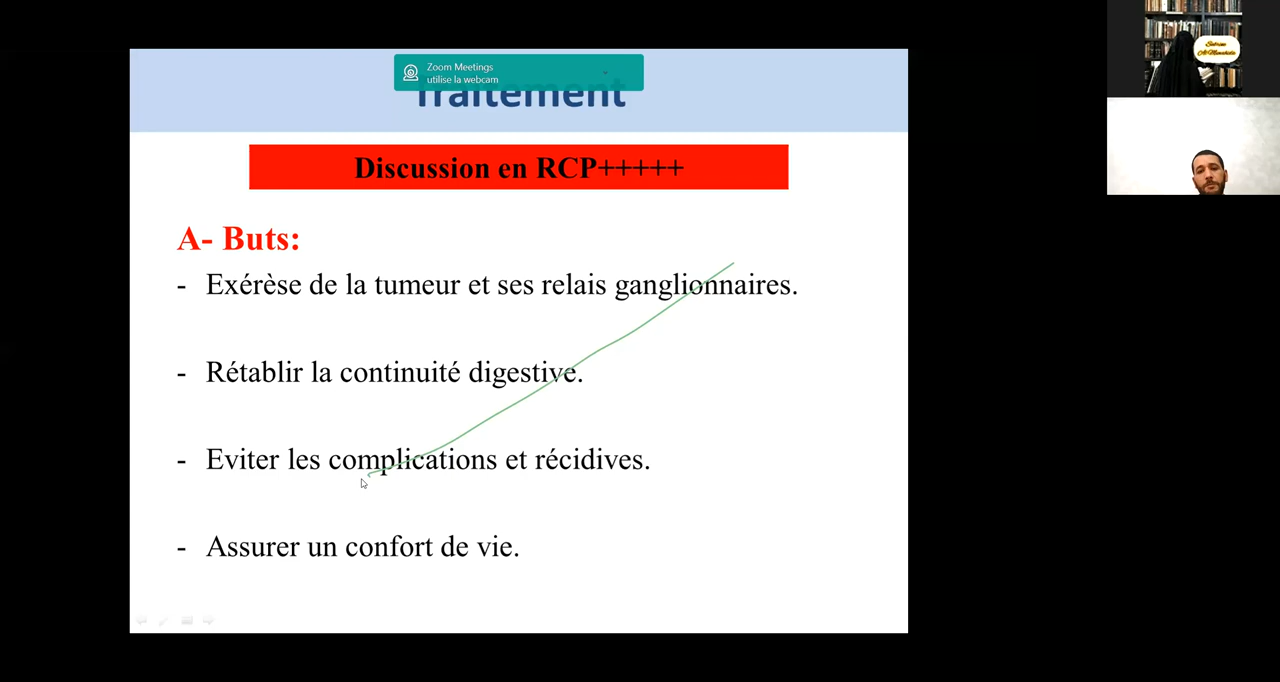 Zoom Meetings
utilise la webcam
Traitement
Discussion en RCP+++++
A- Buts:
- Exérèse de la tumeur et ses relais ganglionnaires.
- Rétablir la continuité digestive.
- Eviter les complications et récidives.
- Assurer un confort de vie.